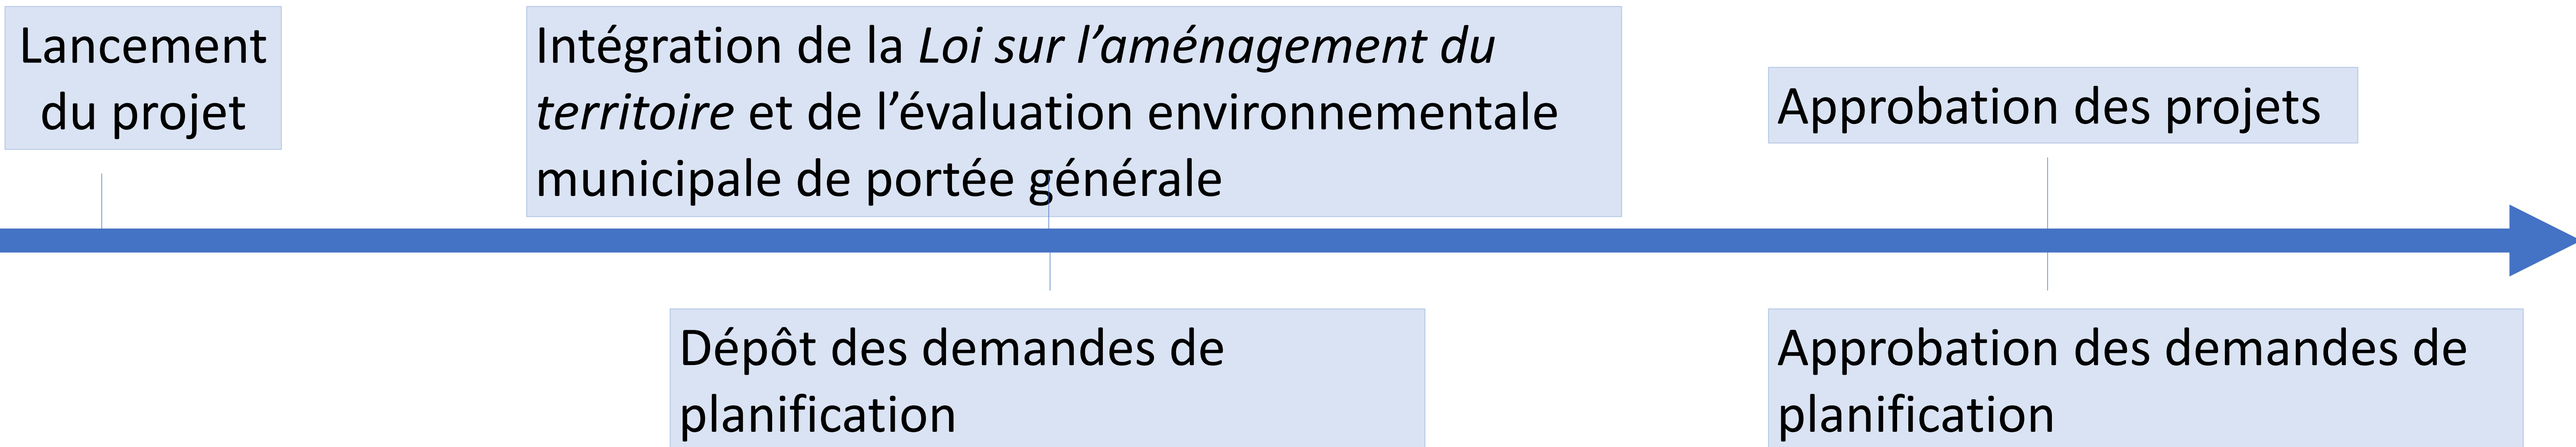 Lancement
du projet
Intégration de la Loi sur l’aménagement du
territoire et de l’évaluation environnementale
municipale de portée générale
Approbation des projets
Dépôt des demandes de
planification
Approbation des demandes de
planification